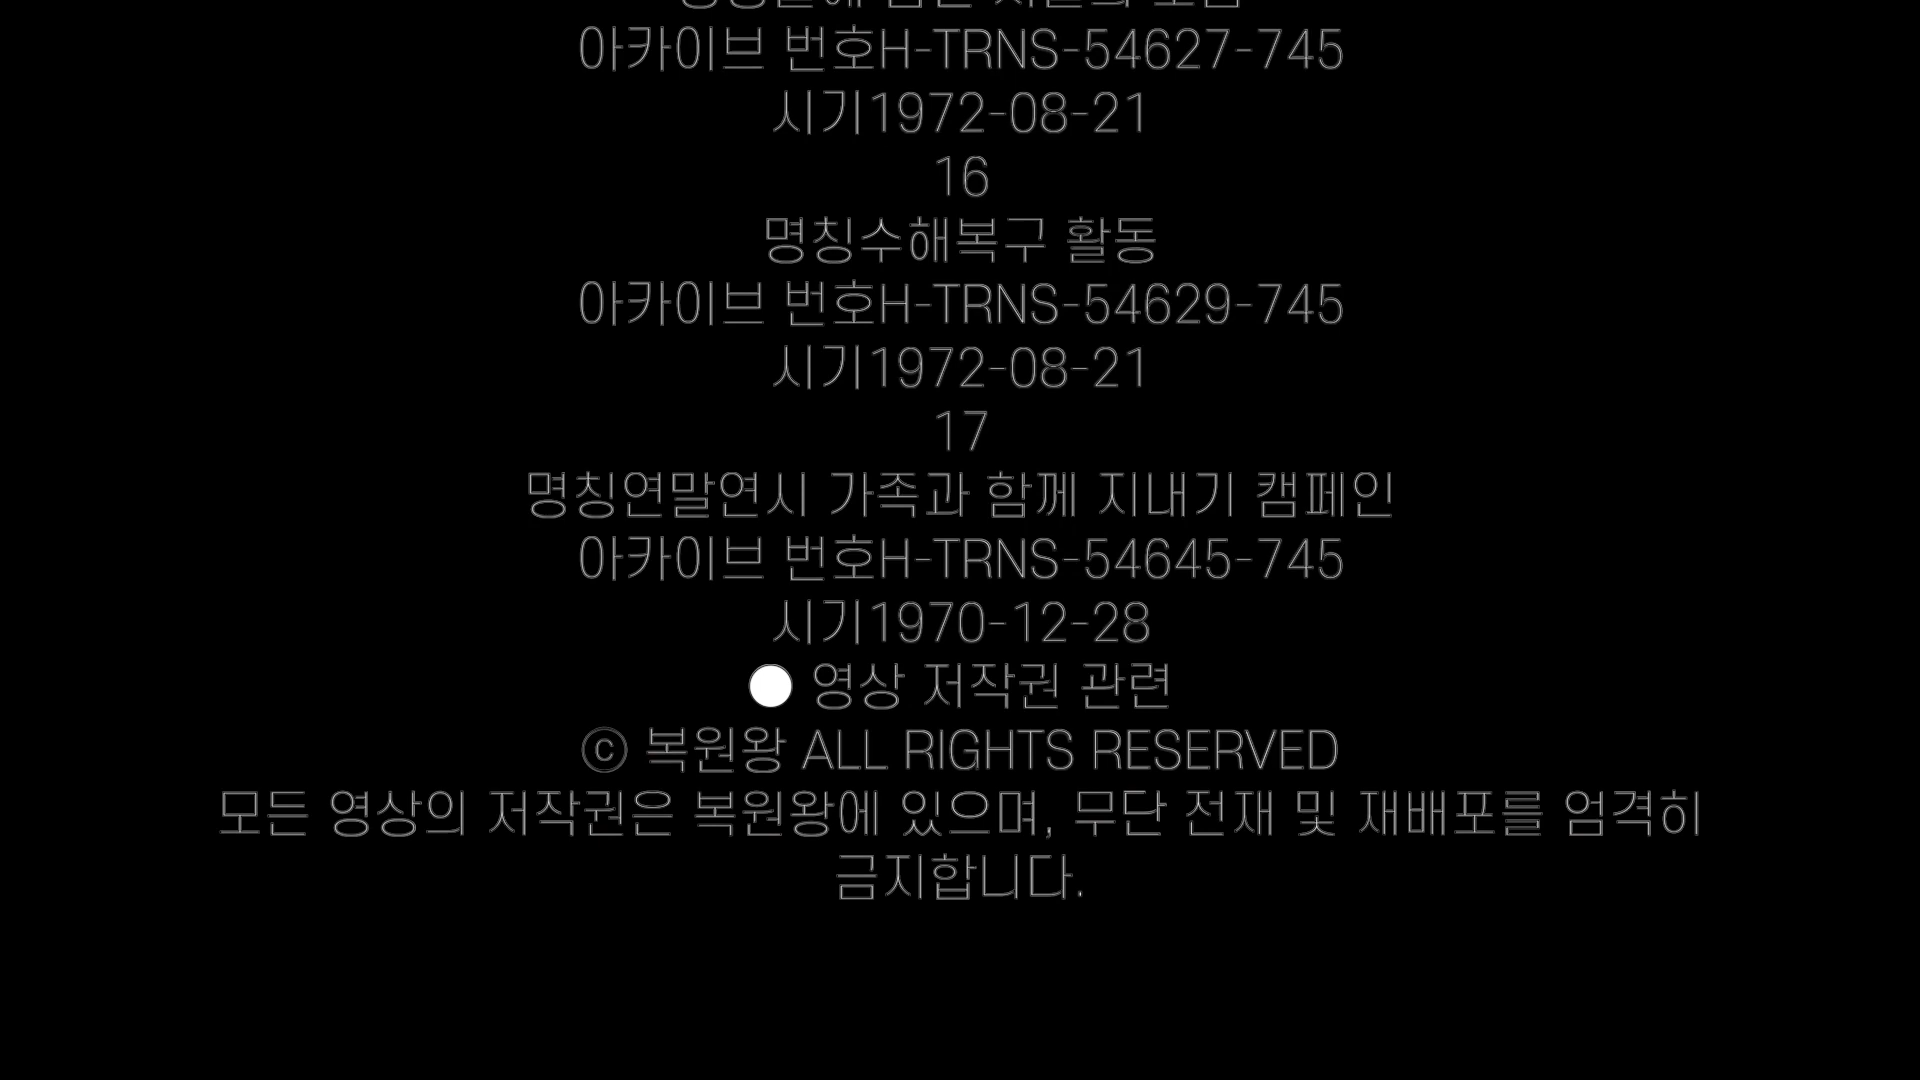 아카이브 번호H-TRNS-54627-745
시기1972-08-21
16
명칭수해복구 활동
아카이브 번호H-TRNS-54629-745
시기1972-08-21
17
명칭연말연시 가족과 함께 지내기 캠페인
아카이브 번호H-TRNS-54645-745
시기1970-12-28
● 영상 저작권 관련
ⓒ 복원왕 ALL RIGHTS RESERVED
모든 영상의 저작권은 복원왕에 있으며, 무단 전재 및 재배포를 엄격히
금지합니다.